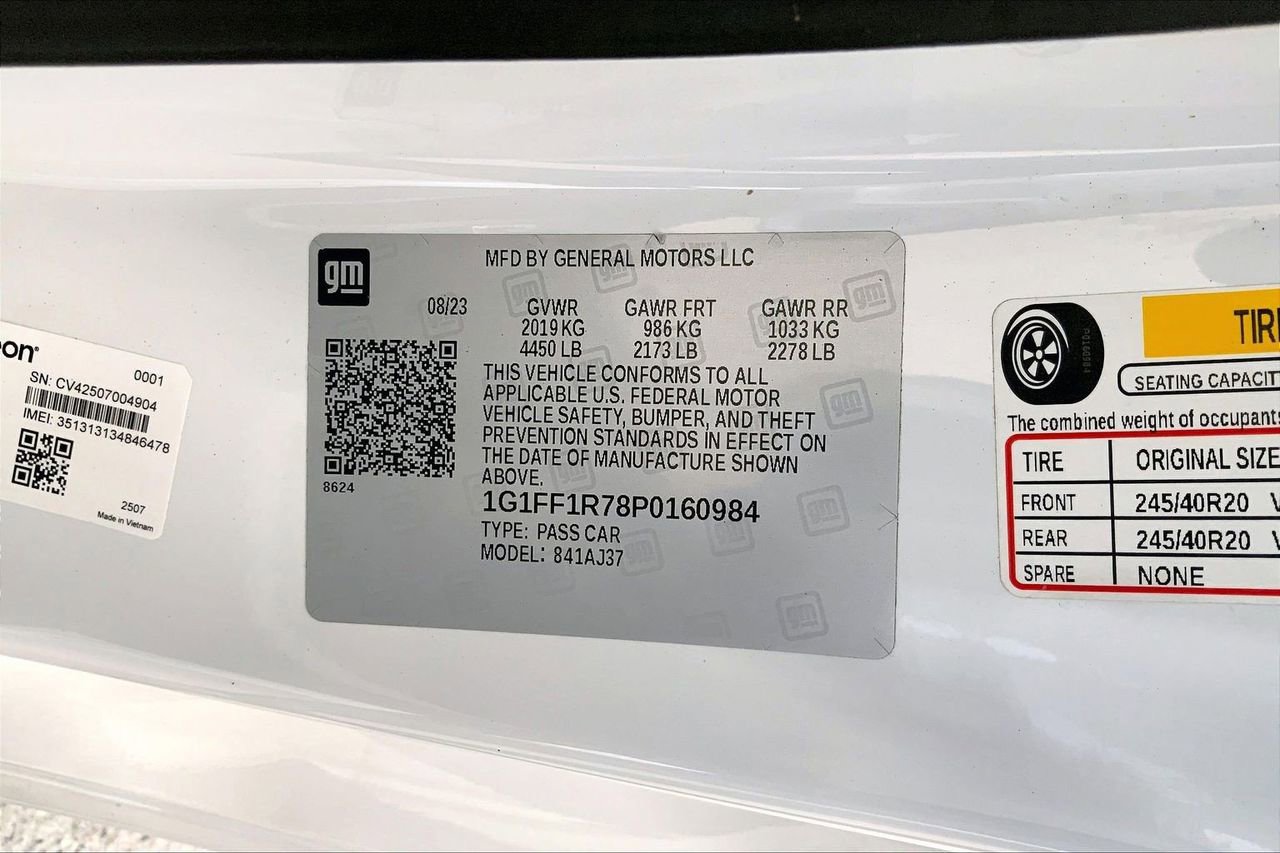 on
0001
SN: CV42507004904
IMEI: 351313134846478
2507
Made in Vietnam
gm
MFD BY GENERAL MOTORS LLC
08/23 GVWR GAWR FRT GAWR RR
2019 KG 986 KG 1033 KG
4450 LB 2173 LB 2278 LB
THIS VEHICLE CONFORMS TO ALL
APPLICABLE U.S. FEDERAL MOTOR
VEHICLE SAFETY, BUMPER, AND THEFT
PREVENTION STANDARDS IN EFFECT ON
THE DATE OF MANUFACTURE SHOWN
ABOVE.
8624
1G1FF1R78P0160984
TYPE: PASS CAR
MODEL: 841AJ37
P0160984
TIR
SEATING CAPACIT
The combined weight of occupants
TIRE ORIGINAL SIZE
FRONT 245/40R20 V
REAR 245/40R20 V
SPARE NONE